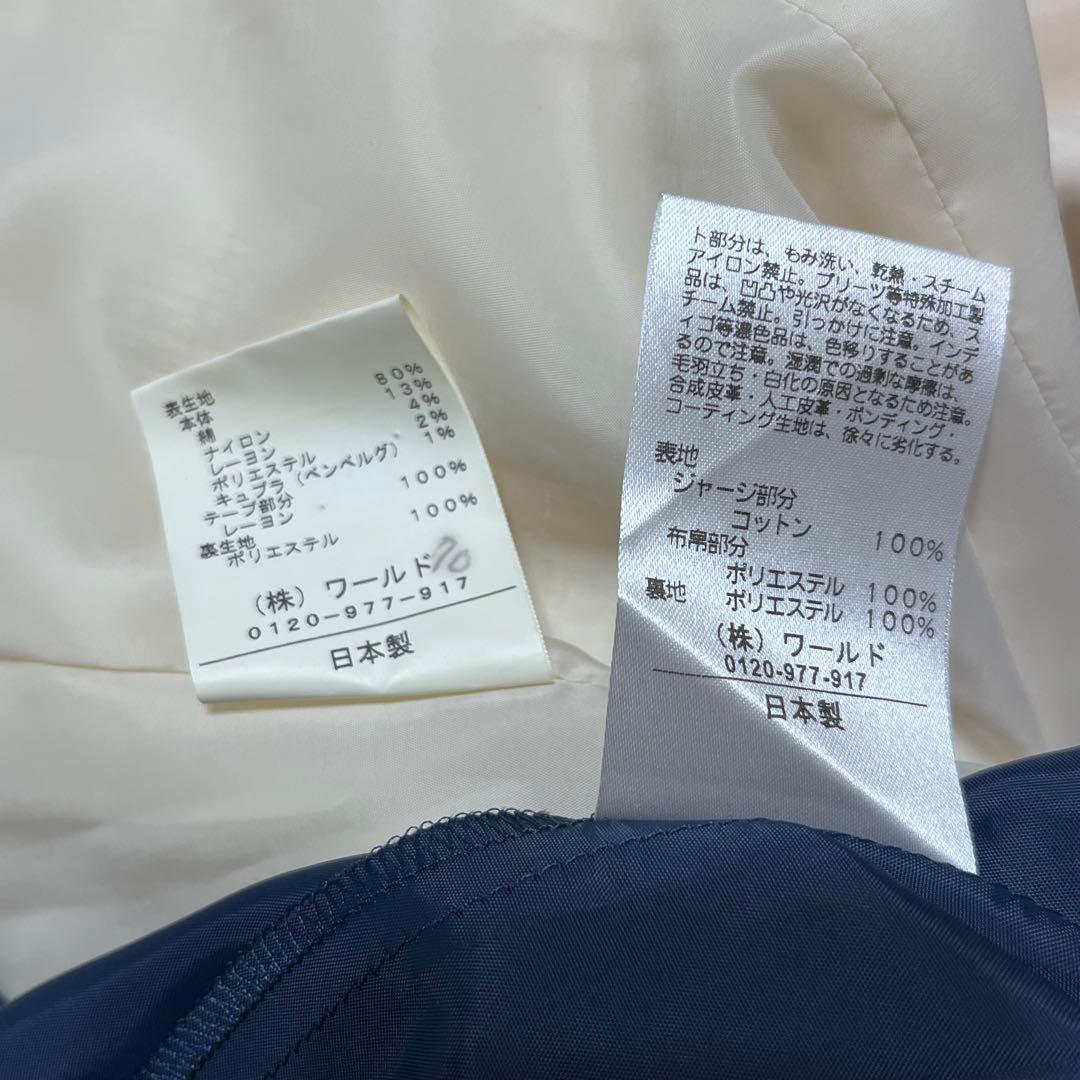 表生地
本体
綿 80%
ナイロン 13%
レーヨン 4%
ポリエステル 2%
キュプラ(ベンベルグ) 1%
テープ部分
レーヨン 100%
裏生地
ポリエステル 100%
(株)ワールド
0120-977-917
日本製
ト部分は、もみ洗い、乾熱・スチーム
アイロン禁止。プリーツ等特殊加工製
品は、凹凸や光沢がなくなるため、ス
チーム禁止。引っかけに注意。インデ
ィゴ等濃色品は、色移りすることがあ
るので注意。湿潤での過剰な摩擦は、
毛羽立ち・白化の原因となるため注意。
合成皮革・人工皮革・ボンディング・
コーティング生地は、徐々に劣化する。
表地
ジャージ部分
コットン 100%
布帛部分
ポリエステル 100%
裏地 ポリエステル 100%
(株)ワールド
0120-977-917
日本製